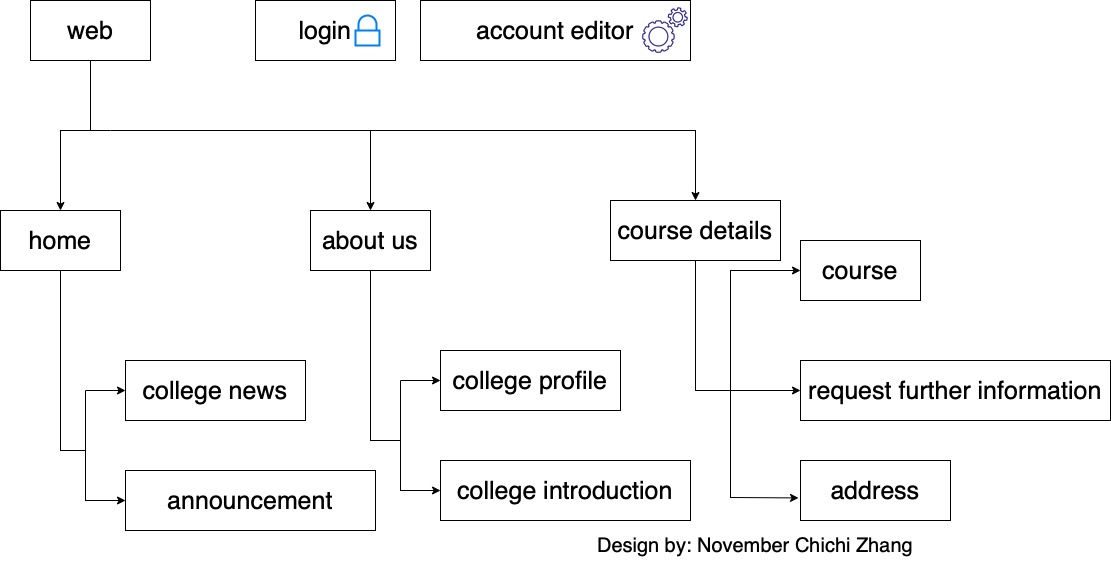 web
login
account editor
home
about us
course details
course
college news
college profile
request further information
announcement
college introduction
address
Design by: November Chichi Zhang